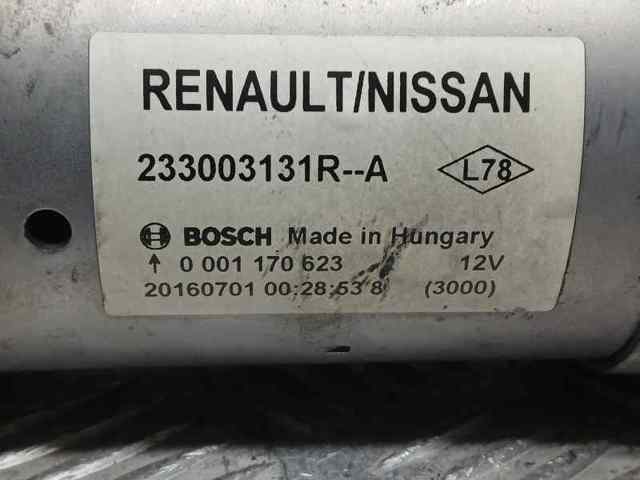 RENAULT/NISSAN
233003131R--A L78
BOSCH Made in Hungary
↑ 0 001 170 623 12V
20160701 00:28:53 8 (3000)